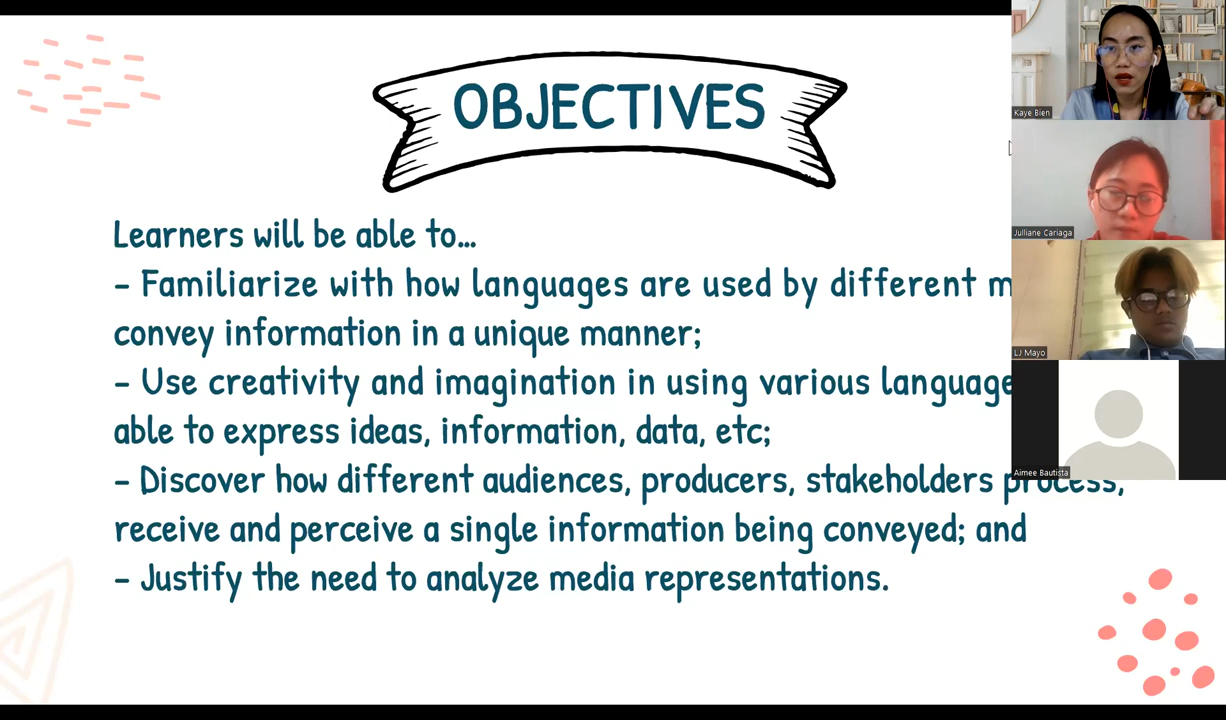 OBJECTIVES
Learners will be able to...
- Familiarize with how languages are used by different
convey information in a unique manner;
- Use creativity and imagination in using various language
able to express ideas, information, data, etc;
- Discover how different audiences, producers, stakeholders process,
receive and perceive a single information being conveyed; and
- Justify the need to analyze media representations.
Kaye Bien
Julliane Cariaga
LJ Mayo
Aimee Bautista